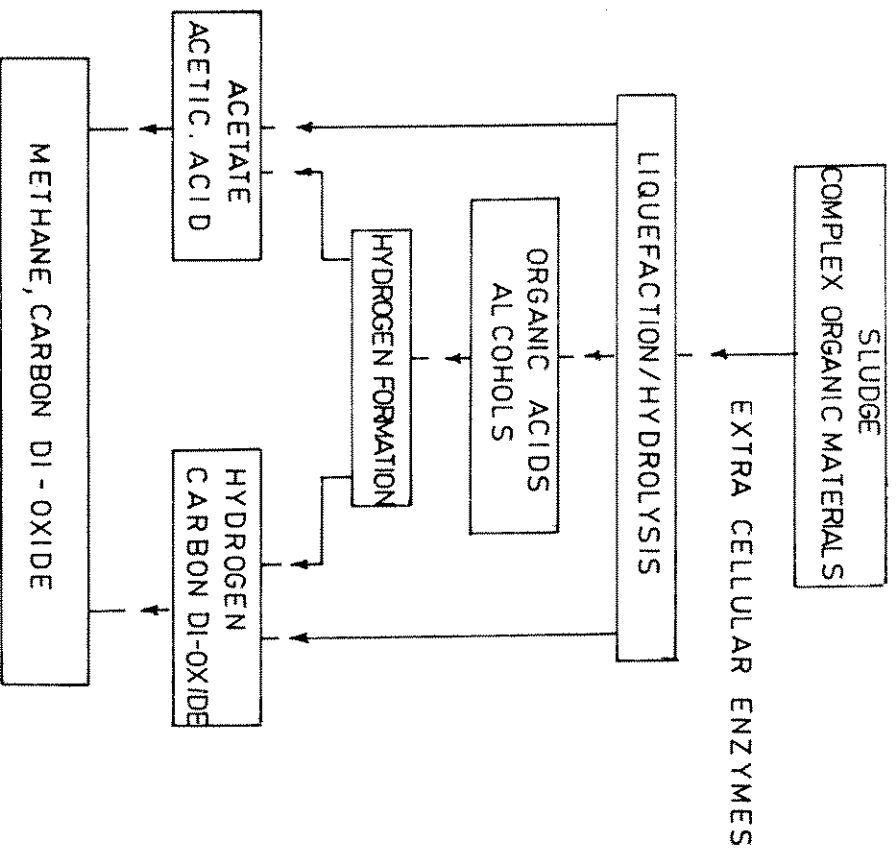 SLUDGE
COMPLEX ORGANIC MATERIALS
EXTRA CELLULAR ENZYMES
LIQUEFACTION/HYDROLYSIS
ORGANIC ACIDS
ALCOHOLS
HYDROGEN FORMATION
ACETATE
ACETIC. ACID
HYDROGEN
CARBON DI-OXIDE
METHANE, CARBON DI-OXIDE